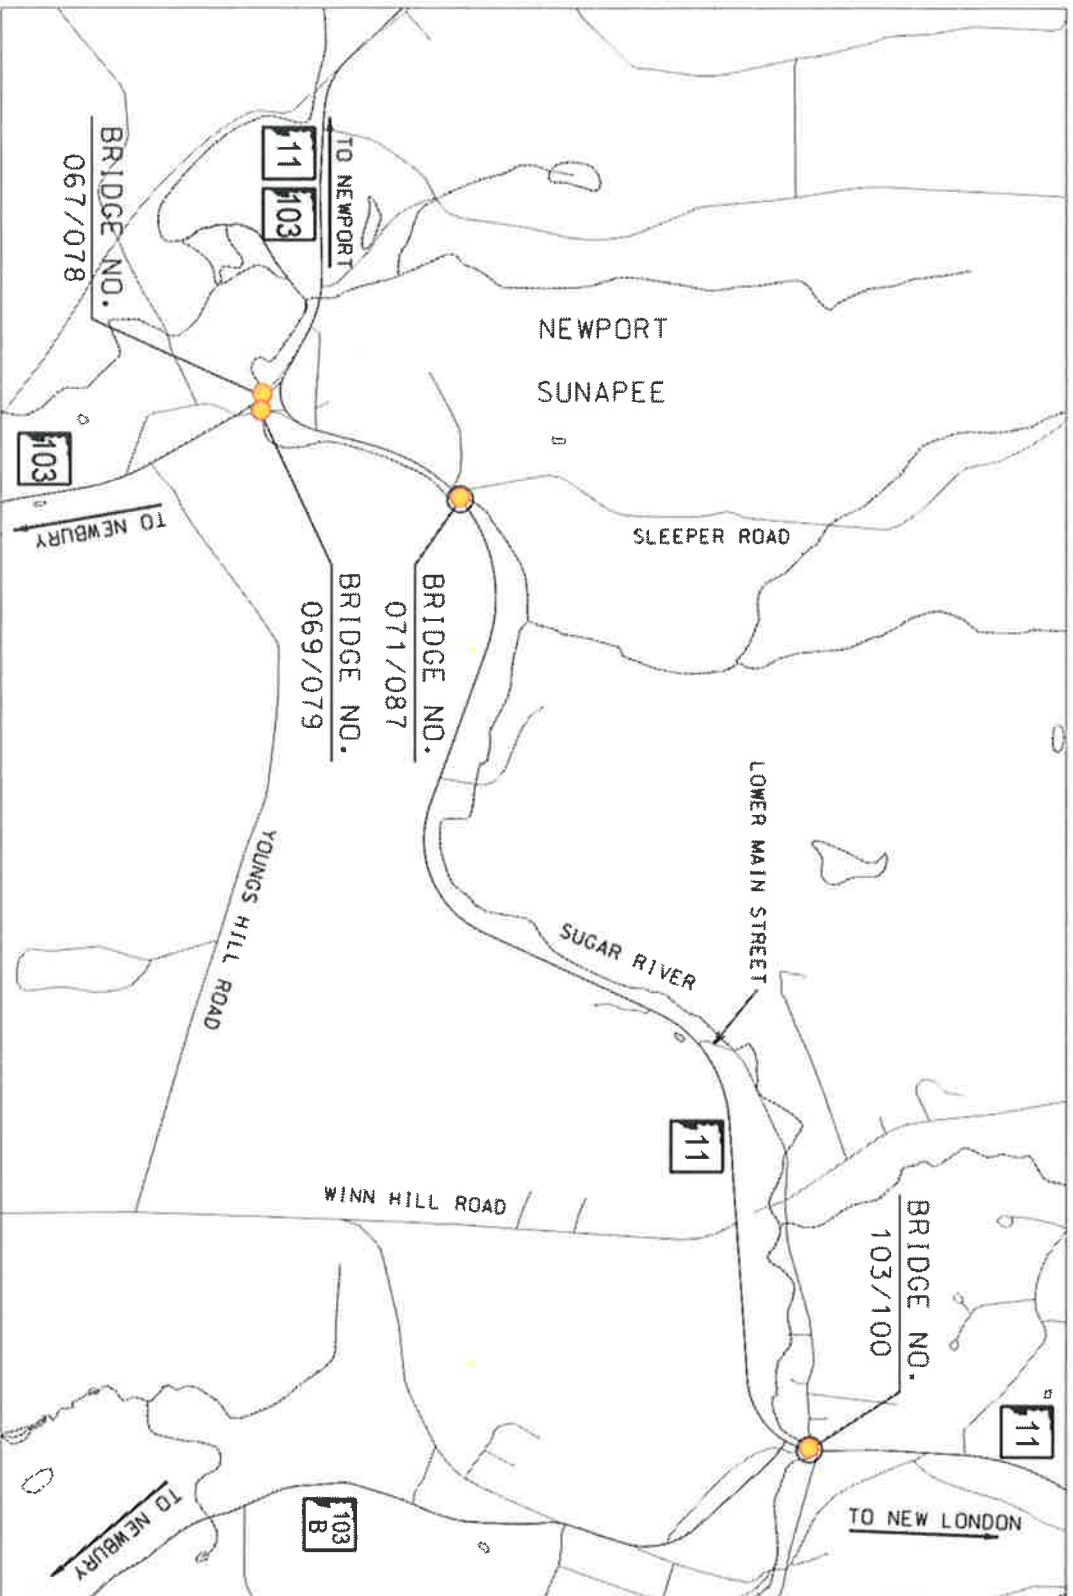 TO NEWPORT
11
103
BRIDGE NO.
067/078
NEWPORT
SUNAPEE
103
TO NEWBURY
SLEEPER ROAD
BRIDGE NO.
071/087
BRIDGE NO.
069/079
LOWER MAIN STREET
SUGAR RIVER
YOUNGS HILL ROAD
11
WINN HILL ROAD
BRIDGE NO.
103/100
11
TO NEW LONDON
103
B
TO NEWBURY